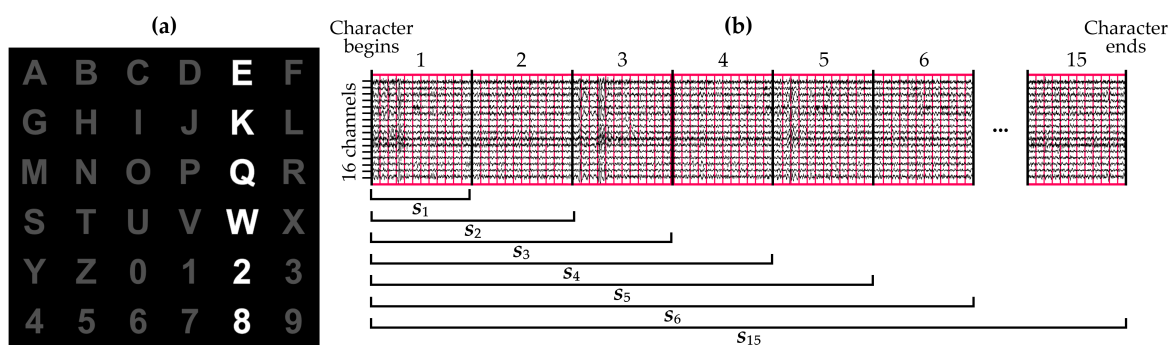 (a)
A B C D E F
G H I J K L
M N O P Q R
S T U V W X
Y Z 0 1 2 3
4 5 6 7 8 9
(b)
Character begins
Character ends
1 2 3 4 5 6 15
16 channels
...
s1
s2
s3
s4
s5
s6
s15